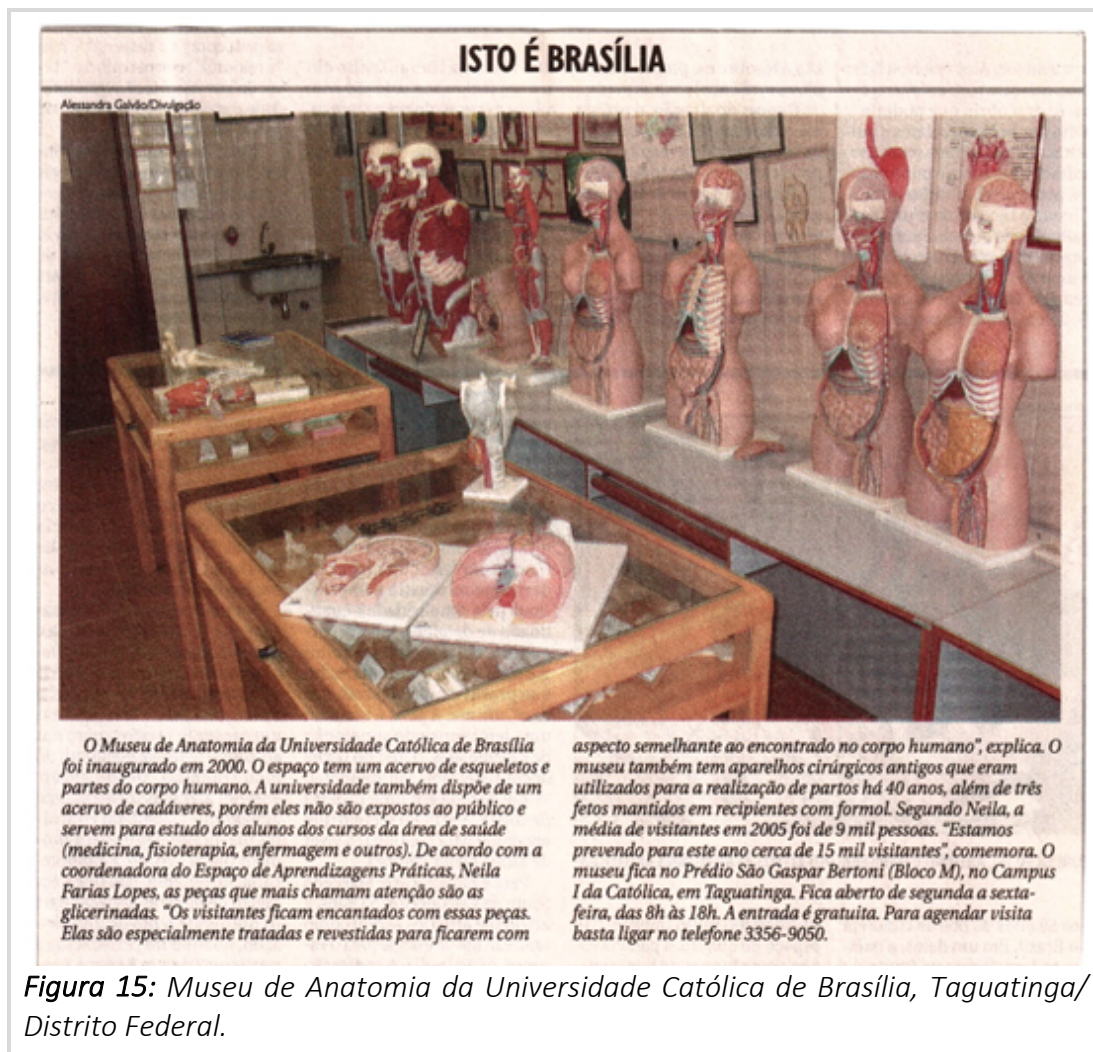 ISTO É BRASÍLIA
Alessandra Galvão/Divulgação
O Museu de Anatomia da Universidade Católica de Brasília
foi inaugurado em 2000. O espaço tem um acervo de esqueletos e
partes do corpo humano. A universidade também dispõe de um
acervo de cadáveres, porém eles não são expostos ao público e
servem para estudo dos alunos dos cursos da área de saúde
(medicina, fisioterapia, enfermagem e outros). De acordo com a
coordenadora do Espaço de Aprendizagens Práticas, Neila
Farias Lopes, as peças que mais chamam atenção são as
glicerinadas. “Os visitantes ficam encantados com essas peças.
Elas são especialmente tratadas e revestidas para ficarem com
aspecto semelhante ao encontrado no corpo humano”, explica. O
museu também tem aparelhos cirúrgicos antigos que eram
utilizados para a realização de partos há 40 anos, além de três
fetos mantidos em recipientes com formol. Segundo Neila, a
média de visitantes em 2005 foi de 9 mil pessoas. “Estamos
prevendo para este ano cerca de 15 mil visitantes”, comemora. O
museu fica no Prédio São Gaspar Bertoni (Bloco M), no Campus
I da Católica, em Taguatinga. Fica aberto de segunda a sexta-
feira, das 8h às 18h. A entrada é gratuita. Para agendar visita
basta ligar no telefone 3356-9050.
Figura 15: Museu de Anatomia da Universidade Católica de Brasília, Taguatinga/
Distrito Federal.